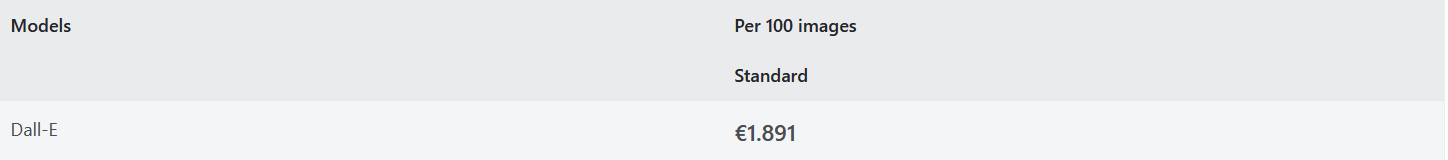 Models
Per 100 images
Standard
Dall-E
€1.891